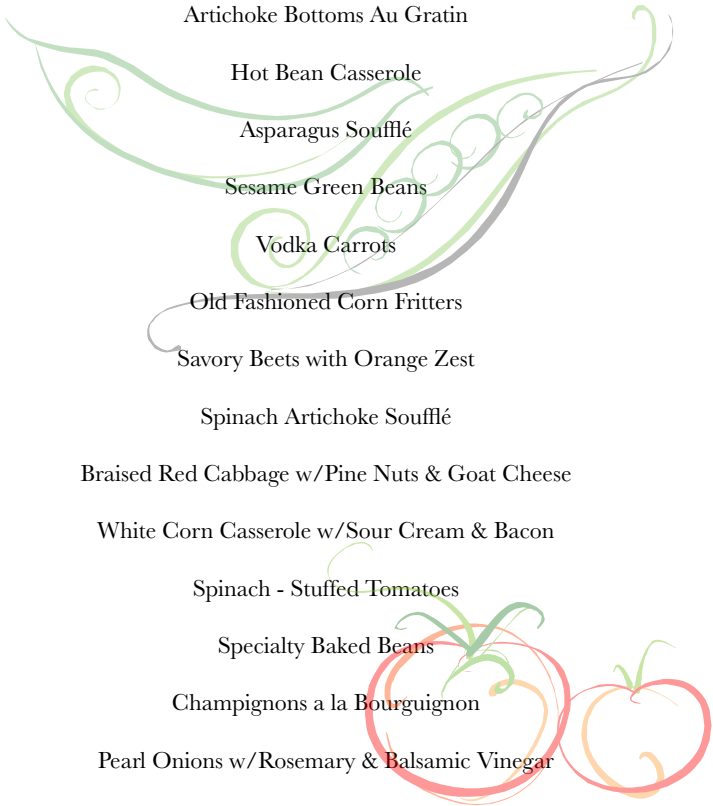 Artichoke Bottoms Au Gratin
Hot Bean Casserole
Asparagus Soufflé
Sesame Green Beans
Vodka Carrots
Old Fashioned Corn Fritters
Savory Beets with Orange Zest
Spinach Artichoke Soufflé
Braised Red Cabbage w/Pine Nuts & Goat Cheese
White Corn Casserole w/Sour Cream & Bacon
Spinach - Stuffed Tomatoes
Specialty Baked Beans
Champignons a la Bourguignon
Pearl Onions w/Rosemary & Balsamic Vinegar